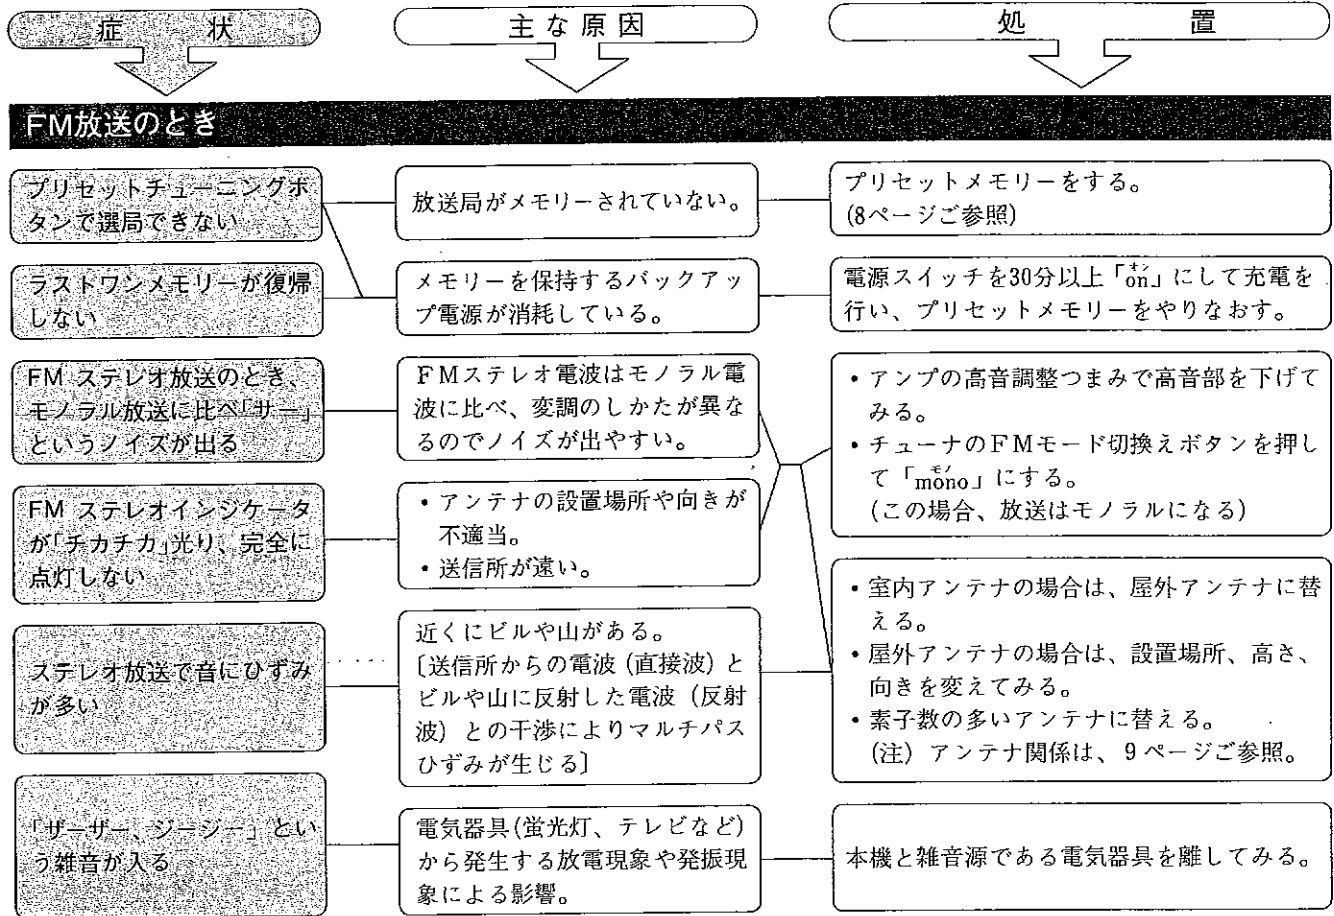 症状
主な原因
処置
FM放送のとき
プリセットチューニングボ
タンで選局できない
放送局がメモリーされていない。
プリセットメモリーをする。
(8ページご参照)
ラストワンメモリーが復帰
しない
メモリーを保持するバックアッ
プ電源が消耗している。
電源スイッチを30分以上「on」にして充電を
行い、プリセットメモリーをやりなおす。
FM ステレオ放送のとき、
モノラル放送に比べ「サー」
というノイズが出る
FMステレオ電波はモノラル電
波に比べ、変調のしかたが異な
るのでノイズが出やすい。
・アンプの高音調整つまみで高音部を下げて
みる。
・チューナのFMモード切換えボタンを押し
て「mono」にする。
(この場合、放送はモノラルになる)
FM ステレオインジケータ
が「チカチカ」光り、完全に
点灯しない
・アンテナの設置場所や向きが
不適当。
・送信所が遠い。
・室内アンテナの場合は、屋外アンテナに替
える。
・屋外アンテナの場合は、設置場所、高さ、
向きを変えてみる。
・素子数の多いアンテナに替える。
(注) アンテナ関係は、9ページご参照。
ステレオ放送で音にひずみ
が多い
近くにビルや山がある。
〔送信所からの電波(直接波)と
ビルや山に反射した電波(反射
波)との干渉によりマルチパス
ひずみが生じる〕
「ザーザー、ジージー」とい
う雑音が入る
電気器具(蛍光灯、テレビなど)
から発生する放電現象や発振現
象による影響。
本機と雑音源である電気器具を離してみる。